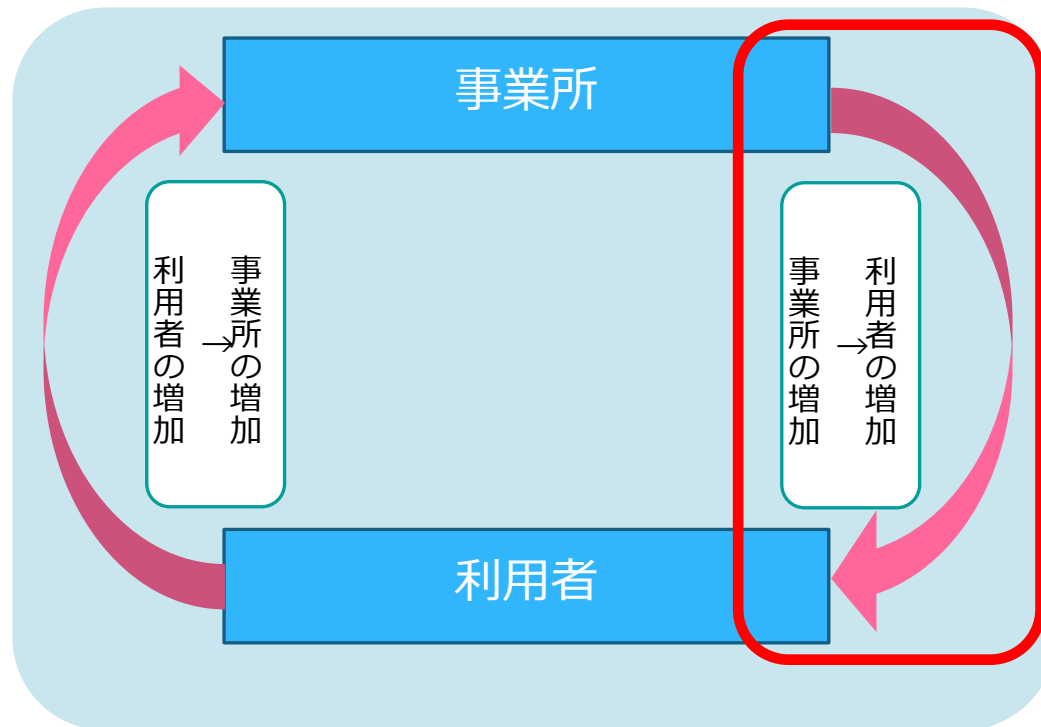 事業所
利用者の増加
→
事業所の増加
事業所の増加
→
利用者の増加
利用者